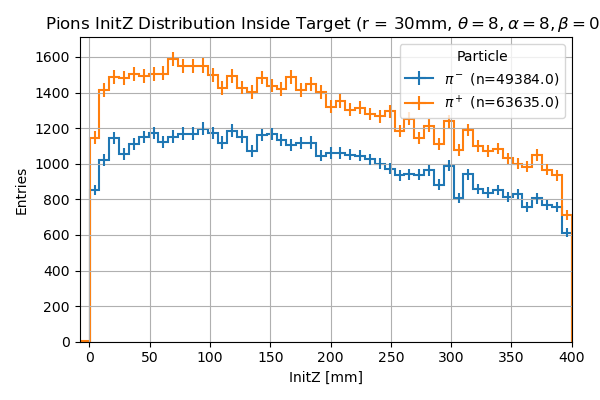 Pions InitZ Distribution Inside Target (r = 30mm, θ = 8, α = 8, β = 0
Particle
π⁻ (n=49384.0)
π⁺ (n=63635.0)
Entries
1600
1400
1200
1000
800
600
400
200
0
0 50 100 150 200 250 300 350 400
InitZ [mm]